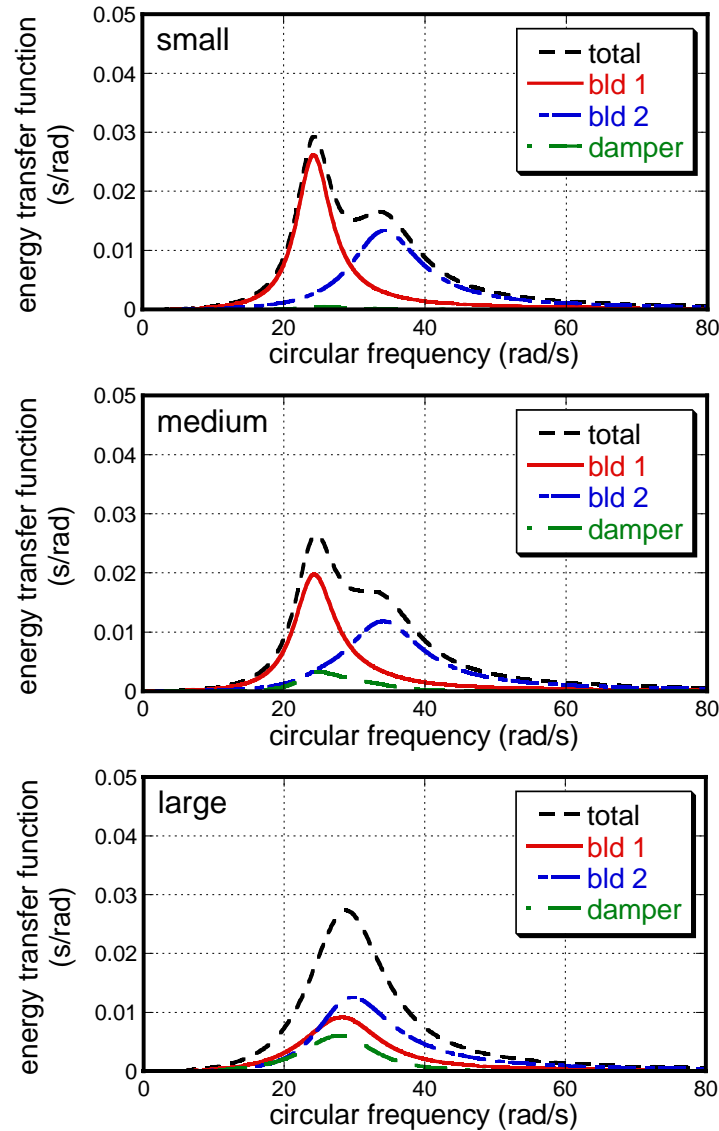 small
energy transfer function
(s/rad)
0.05
0.04
0.03
0.02
0.01
0
total
bld 1
bld 2
damper
0 20 40 60 80
circular frequency (rad/s)
medium
energy transfer function
(s/rad)
0.05
0.04
0.03
0.02
0.01
0
total
bld 1
bld 2
damper
0 20 40 60 80
circular frequency (rad/s)
large
energy transfer function
(s/rad)
0.05
0.04
0.03
0.02
0.01
0
total
bld 1
bld 2
damper
0 20 40 60 80
circular frequency (rad/s)